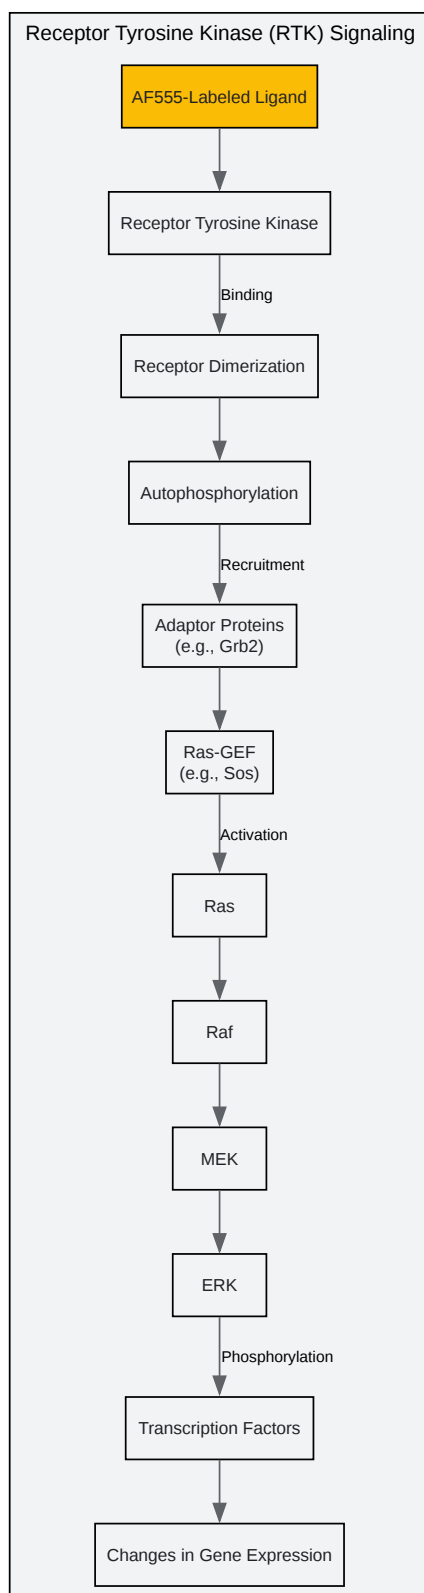 Receptor Tyrosine Kinase (RTK) Signaling
AF555-Labeled Ligand
Receptor Tyrosine Kinase
Binding
Receptor Dimerization
Autophosphorylation
Recruitment
Adaptor Proteins
(e.g., Grb2)
Ras-GEF
(e.g., Sos)
Activation
Ras
Raf
MEK
ERK
Phosphorylation
Transcription Factors
Changes in Gene Expression